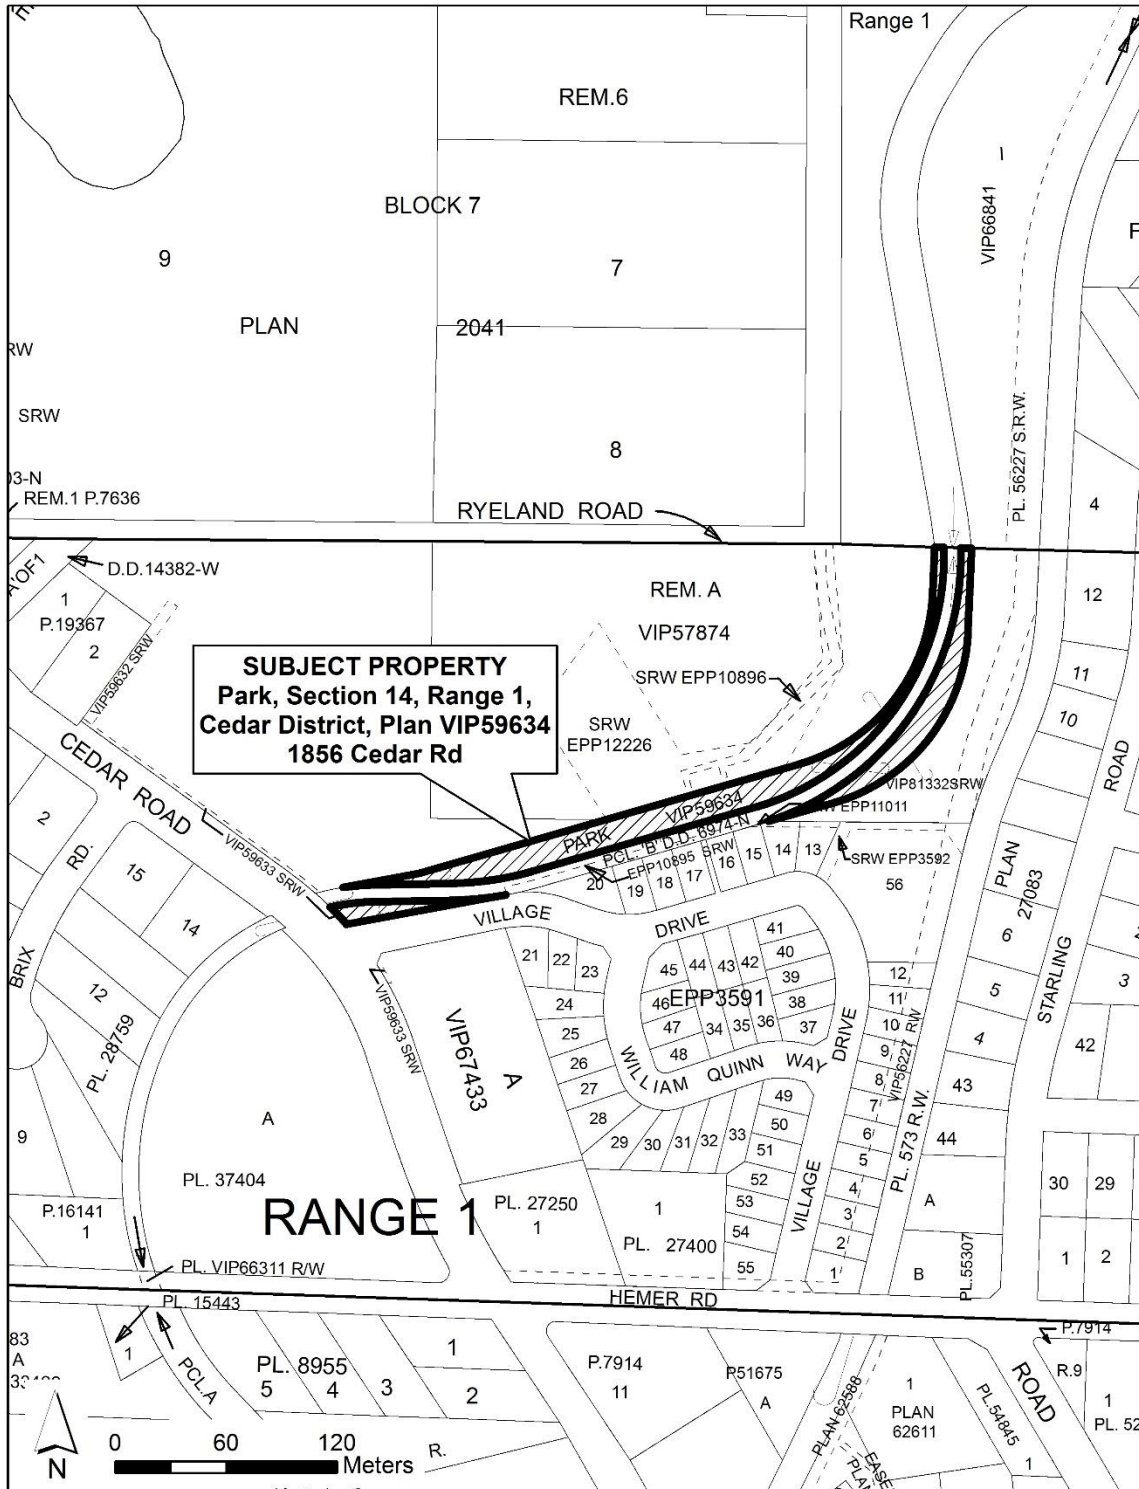 Range 1
REM.6
BLOCK 7
9
7
VIP66841
PLAN
2041
RW
SRW
8
PL. 56227 S.R.W.
03-N
REM.1 P.7636
RYELAND ROAD
4
D.D.14382-W
'A'OF1
1
P.19367
2
VIP59632 SRW
REM. A
VIP57874
12
SUBJECT PROPERTY
Park, Section 14, Range 1,
Cedar District, Plan VIP59634
1856 Cedar Rd
SRW EPP10896
11
10
SRW
EPP12226
ROAD
CEDAR ROAD
VIP81332SRW
EPP11011
VIP59634
PARK
PCL. 'B' D.D. 6974-N
EPP10895 SRW
2
RD.
BRIX
15
14
VIP59633 SRW
20
19
18
17
16
15
14
13
SRW EPP3592
56
PLAN
27083
VILLAGE
DRIVE
6
12
PL. 28759
21
22
23
24
25
26
27
28
29
30
31
32
33
45
44
43
42
41
40
39
38
37
46
47
48
34
35
36
EPP3591
WILLIAM QUINN WAY
DRIVE
VIP59633 SRW
VIP67433
A
12
11
10
9
8
7
6
5
4
3
2
1
VIP56227 RW
PL. 573 R.W.
5
4
STARLING
3
42
43
44
9
A
PL. 37404
RANGE 1
P.16141
1
PL. 27250
1
1
PL. 27400
49
50
51
52
53
54
55
VILLAGE
A
B
PL.55307
30
29
1
2
PL. VIP66311 R/W
PL. 15443
HEMER RD
P.7914
83
A
1
PCL.A
PL. 8955
5
4
3
1
2
P.7914
11
P51675
A
PLAN 62588
1
PLAN
62611
PL.54845
1
ROAD
R.9
1
PL. 52
R.
N
0 60 120
Meters